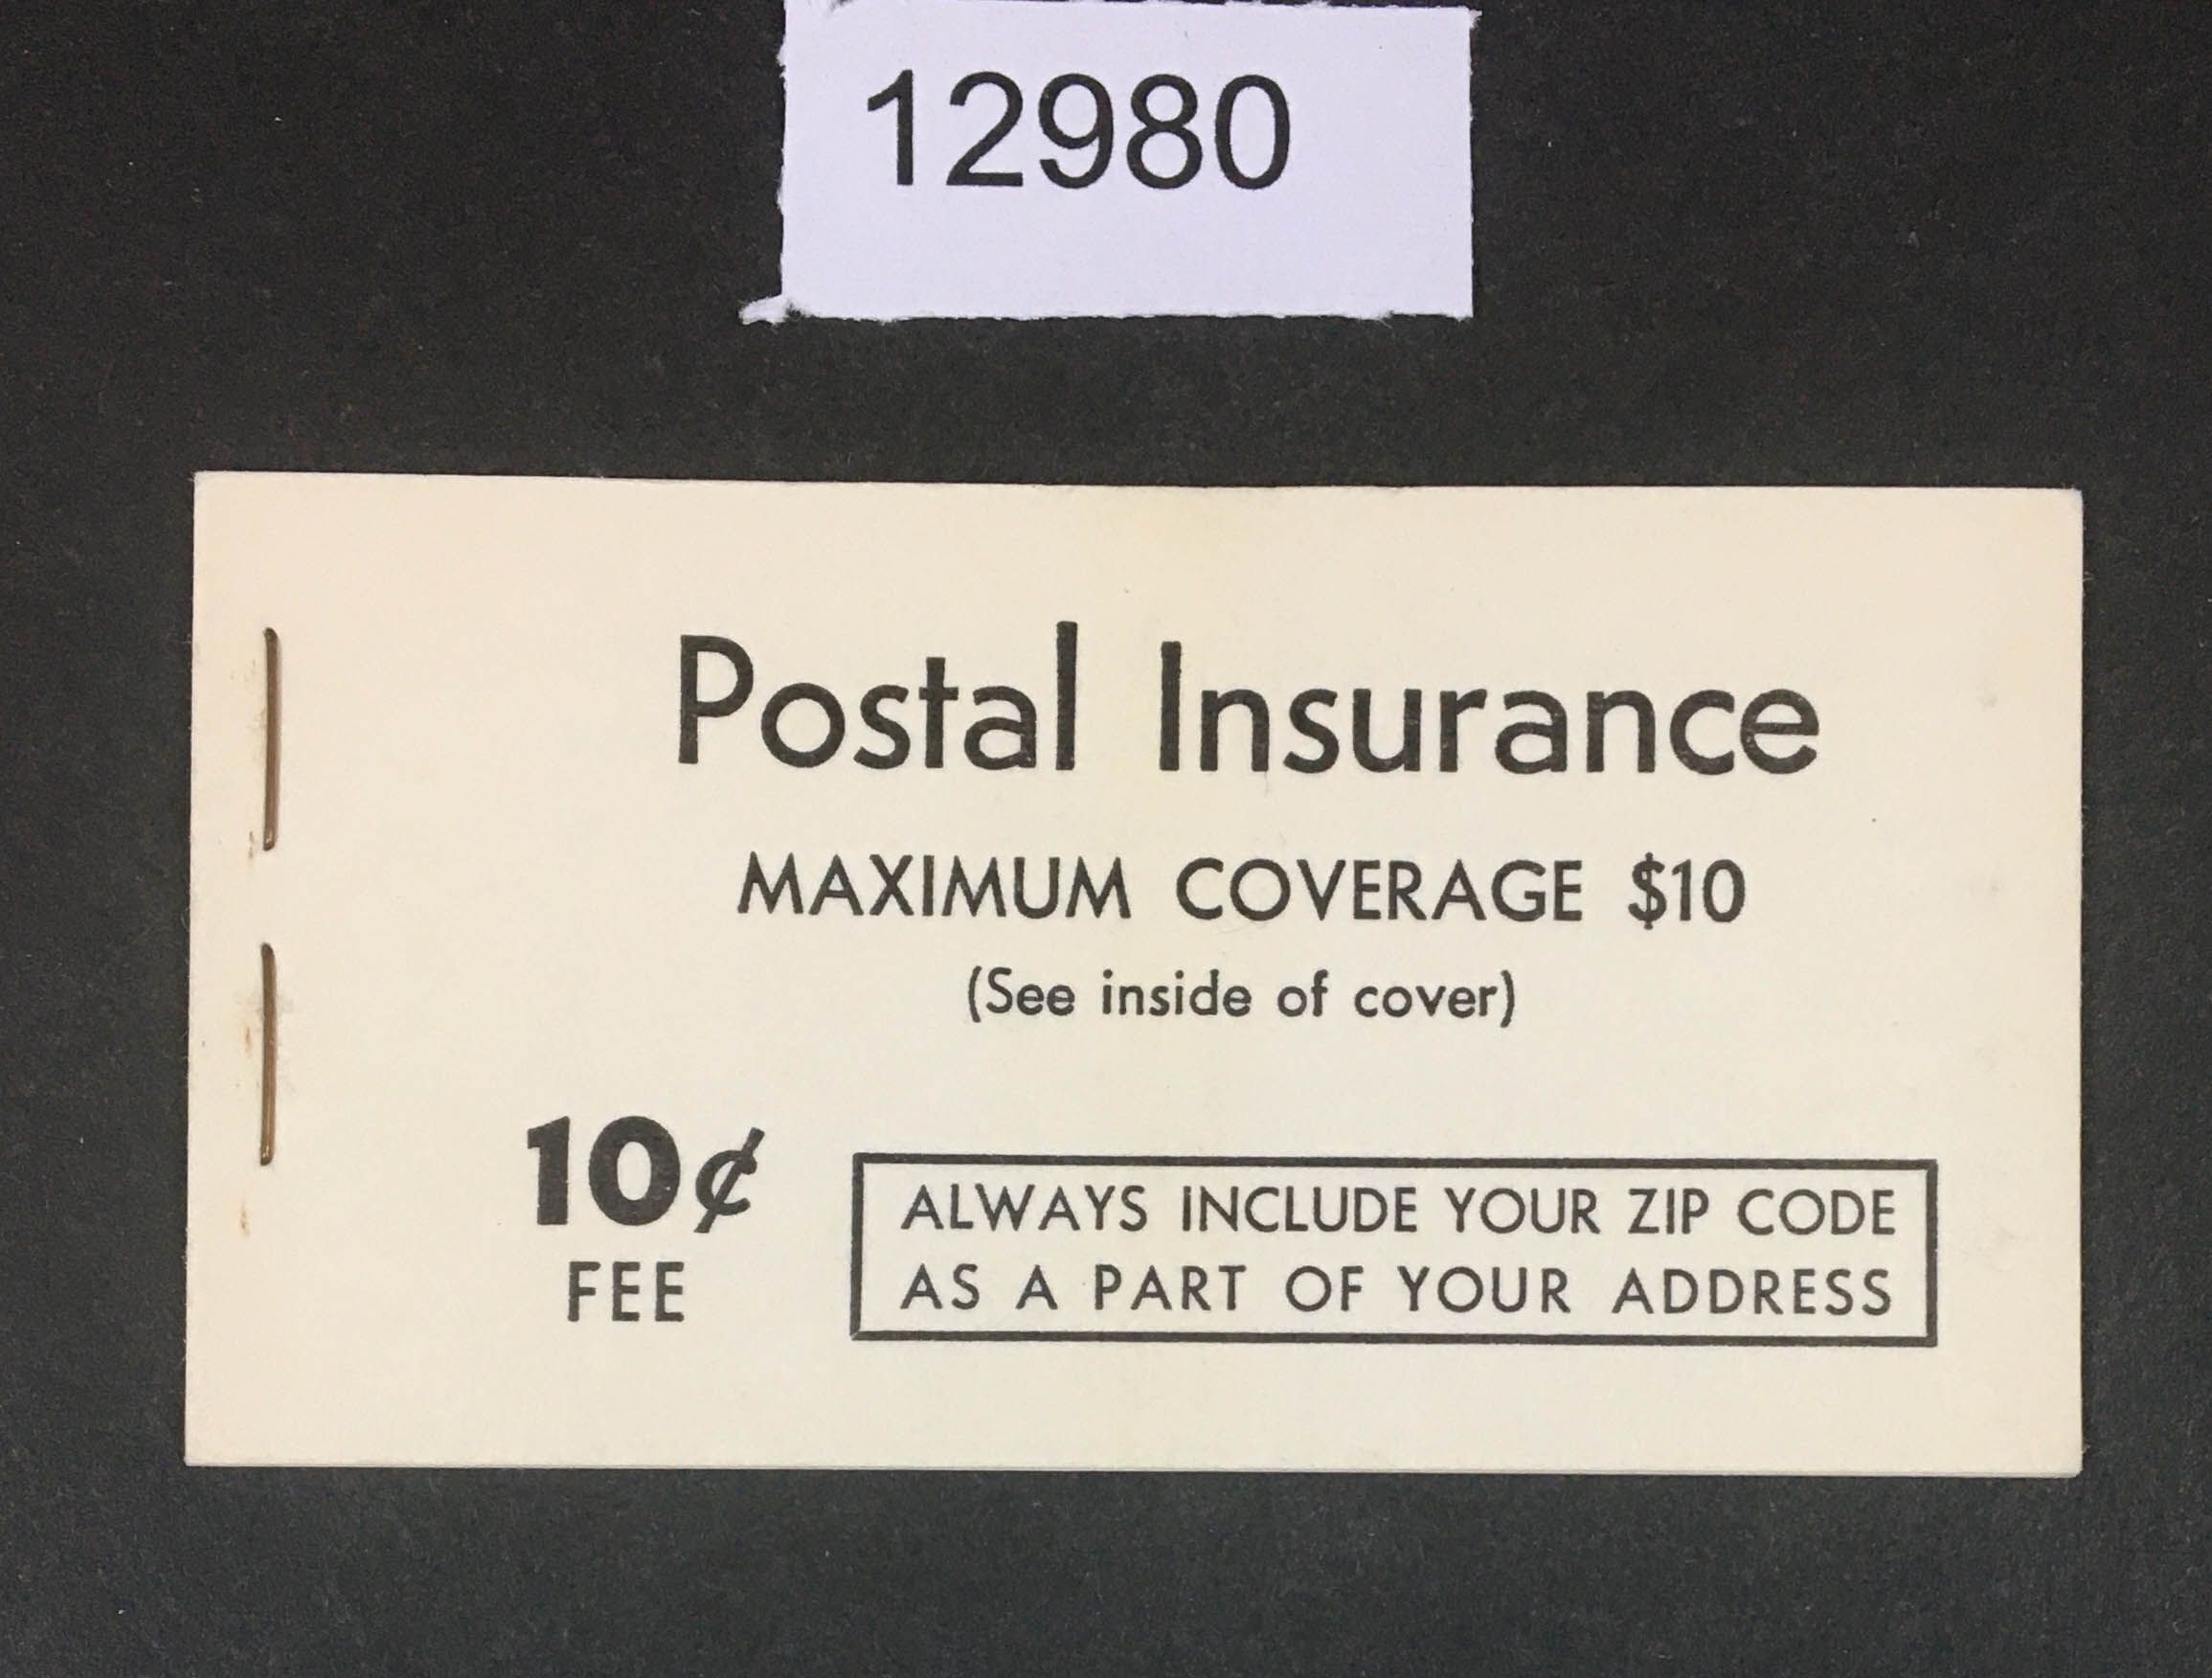 12980
Postal Insurance
MAXIMUM COVERAGE $10
(See inside of cover)
10¢
FEE
ALWAYS INCLUDE YOUR ZIP CODE
AS A PART OF YOUR ADDRESS